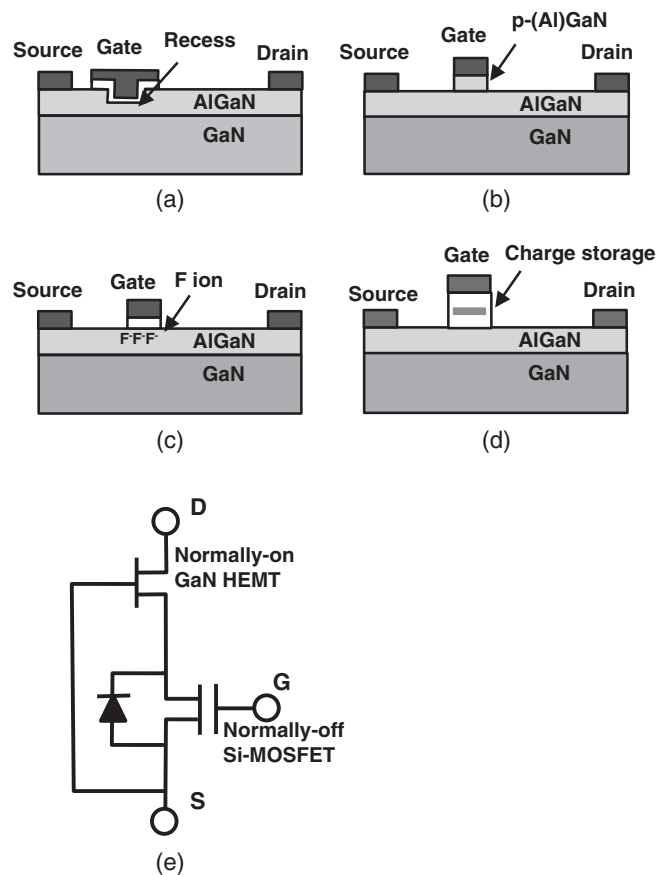 Source Gate Recess Drain
AlGaN
GaN
(a)
p-(Al)GaN
Source Gate Drain
AlGaN
GaN
(b)
Source Gate F ion Drain
F-F-F- AlGaN
GaN
(c)
Gate Charge storage
Source Drain
AlGaN
GaN
(d)
D
Normally-on
GaN HEMT
G
Normally-off
Si-MOSFET
S
(e)